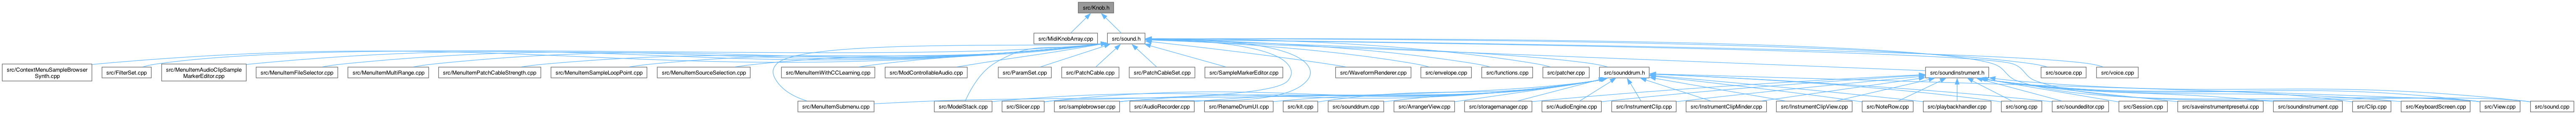 src/Knob.h
src/MidiKnobArray.cpp
src/sound.h
src/ContextMenuSampleBrowser
Synth.cpp
src/FilterSet.cpp
src/MenuItemAudioClipSample
MarkerEditor.cpp
src/MenuItemFileSelector.cpp
src/MenuItemMultiRange.cpp
src/MenuItemPatchCableStrength.cpp
src/MenuItemSampleLoopPoint.cpp
src/MenuItemSourceSelection.cpp
src/MenuItemWithCCLearning.cpp
src/ModControllableAudio.cpp
src/ParamSet.cpp
src/PatchCable.cpp
src/PatchCableSet.cpp
src/SampleMarkerEditor.cpp
src/WaveformRenderer.cpp
src/envelope.cpp
src/functions.cpp
src/patcher.cpp
src/sounddrum.h
src/soundinstrument.h
src/source.cpp
src/voice.cpp
src/MenuItemSubmenu.cpp
src/ModelStack.cpp
src/Slicer.cpp
src/samplebrowser.cpp
src/AudioRecorder.cpp
src/RenameDrumUI.cpp
src/kit.cpp
src/sounddrum.cpp
src/ArrangerView.cpp
src/storagemanager.cpp
src/AudioEngine.cpp
src/InstrumentClip.cpp
src/InstrumentClipMinder.cpp
src/InstrumentClipView.cpp
src/NoteRow.cpp
src/playbackhandler.cpp
src/song.cpp
src/soundeditor.cpp
src/Session.cpp
src/saveinstrumentpresetui.cpp
src/soundinstrument.cpp
src/Clip.cpp
src/KeyboardScreen.cpp
src/View.cpp
src/sound.cpp